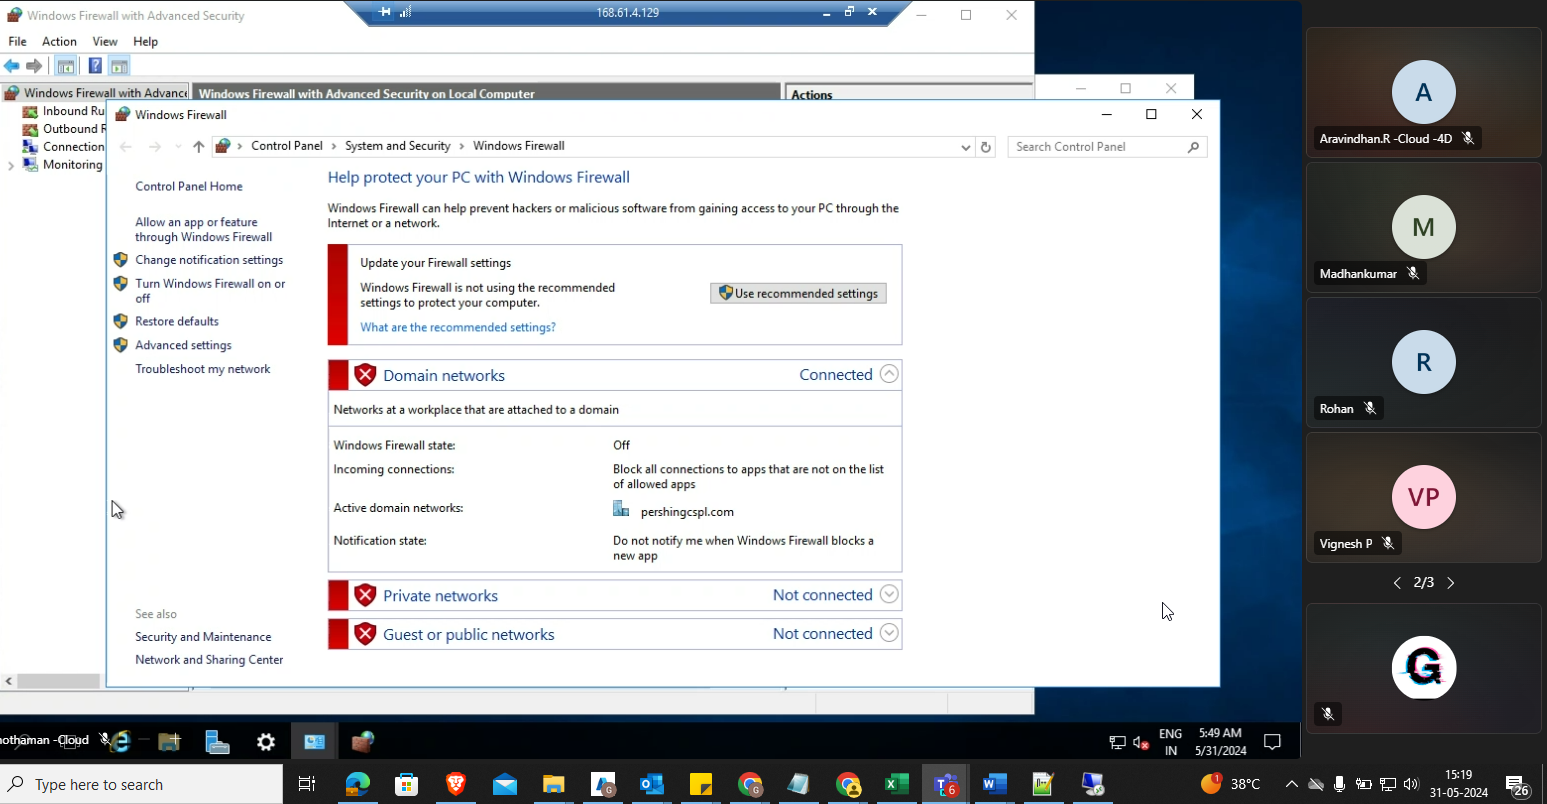 Windows Firewall with Advanced Security
168.61.4.129
File Action View Help
Windows Firewall with Advance
Inbound Ru
Outbound R
Connection
Monitoring
Windows Firewall with Advanced Security on Local Computer
Actions
Windows Firewall
Control Panel > System and Security > Windows Firewall
Search Control Panel
Control Panel Home
Allow an app or feature
through Windows Firewall
Change notification settings
Turn Windows Firewall on or
off
Restore defaults
Advanced settings
Troubleshoot my network
See also
Security and Maintenance
Network and Sharing Center
Help protect your PC with Windows Firewall
Windows Firewall can help prevent hackers or malicious software from gaining access to your PC through the
Internet or a network.
Update your Firewall settings
Windows Firewall is not using the recommended
settings to protect your computer.
Use recommended settings
What are the recommended settings?
Domain networks Connected
Networks at a workplace that are attached to a domain
Windows Firewall state: Off
Incoming connections: Block all connections to apps that are not on the list
of allowed apps
Active domain networks: pershingcspl.com
Notification state: Do not notify me when Windows Firewall blocks a
new app
Private networks Not connected
Guest or public networks Not connected
A
Aravindhan.R -Cloud -4D
M
Madhankumar
R
Rohan
VP
Vignesh P
2/3
G
nothaman -Cloud
ENG
IN
5:49 AM
5/31/2024
Type here to search
6
1
38°C
15:19
31-05-2024
26